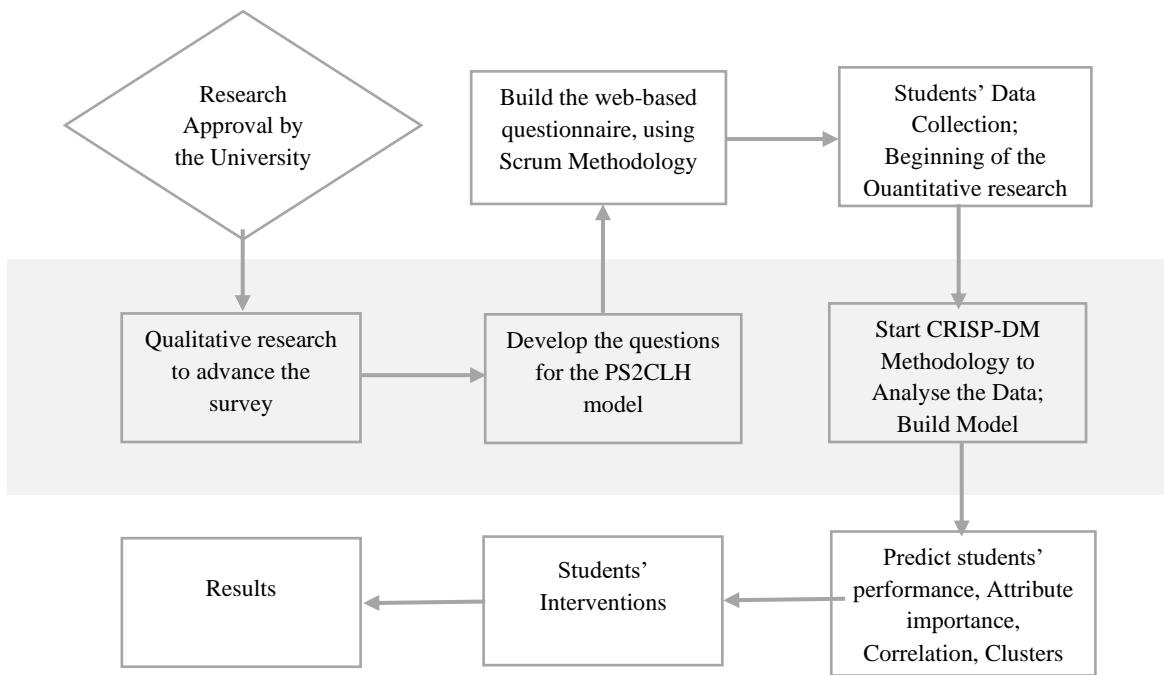 Research
Approval by
the University
Build the web-based
questionnaire, using
Scrum Methodology
Students’ Data
Collection;
Beginning of the
Quantitative research
Qualitative research
to advance the
survey
Develop the questions
for the PS2CLH
model
Start CRISP-DM
Methodology to
Analyse the Data;
Build Model
Results
Students’
Interventions
Predict students’
performance, Attribute
importance,
Correlation, Clusters